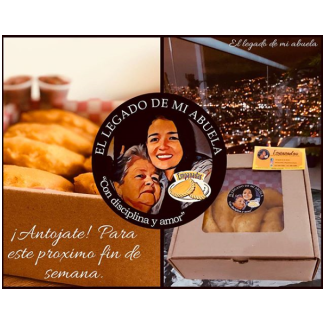 El legado de mi abuela
EL LEGADO DE MI ABUELA
Empanadas
"Con disciplina y amor"
¡Antojate! Para
este proximo fin de
semana.